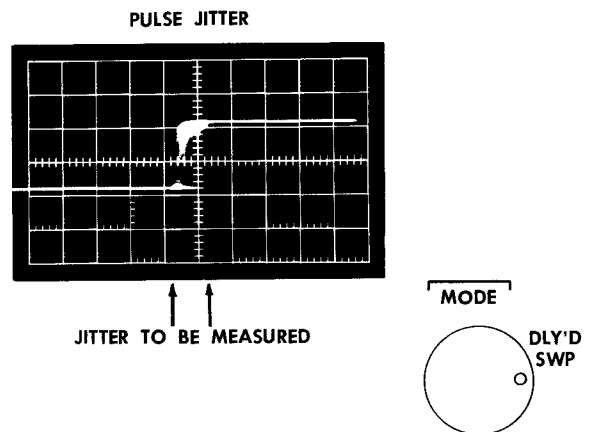 PULSE JITTER
JITTER TO BE MEASURED
MODE
DLY'D
SWP